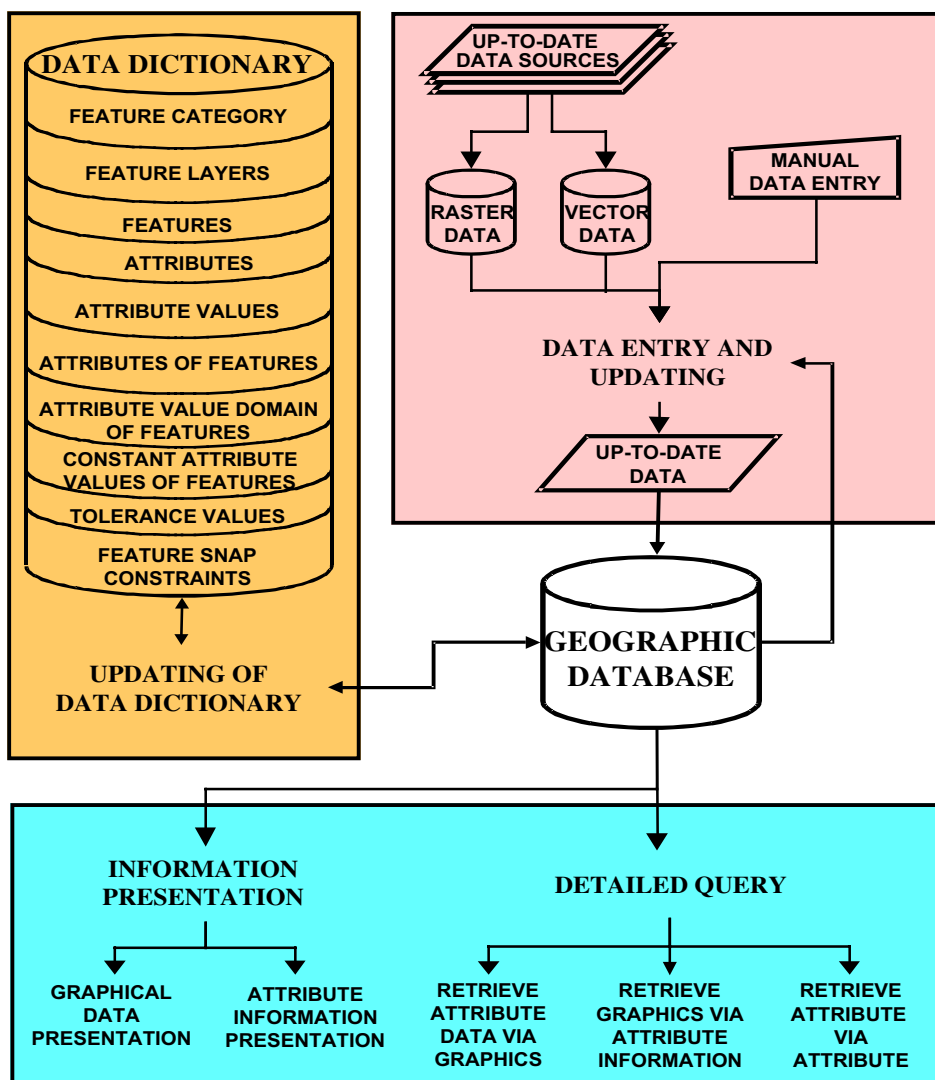 DATA DICTIONARY
FEATURE CATEGORY
FEATURE LAYERS
FEATURES
ATTRIBUTES
ATTRIBUTE VALUES
ATTRIBUTES OF FEATURES
ATTRIBUTE VALUE DOMAIN
OF FEATURES
CONSTANT ATTRIBUTE
VALUES OF FEATURES
TOLERANCE VALUES
FEATURE SNAP
CONSTRAINTS
UPDATING OF
DATA DICTIONARY
UP-TO-DATE
DATA SOURCES
RASTER
DATA
VECTOR
DATA
MANUAL
DATA ENTRY
DATA ENTRY AND
UPDATING
UP-TO-DATE
DATA
GEOGRAPHIC
DATABASE
INFORMATION
PRESENTATION
GRAPHICAL
DATA
PRESENTATION
ATTRIBUTE
INFORMATION
PRESENTATION
DETAILED QUERY
RETRIEVE
ATTRIBUTE
DATA VIA
GRAPHICS
RETRIEVE
GRAPHICS VIA
ATTRIBUTE
INFORMATION
RETRIEVE
ATTRIBUTE
VIA
ATTRIBUTE